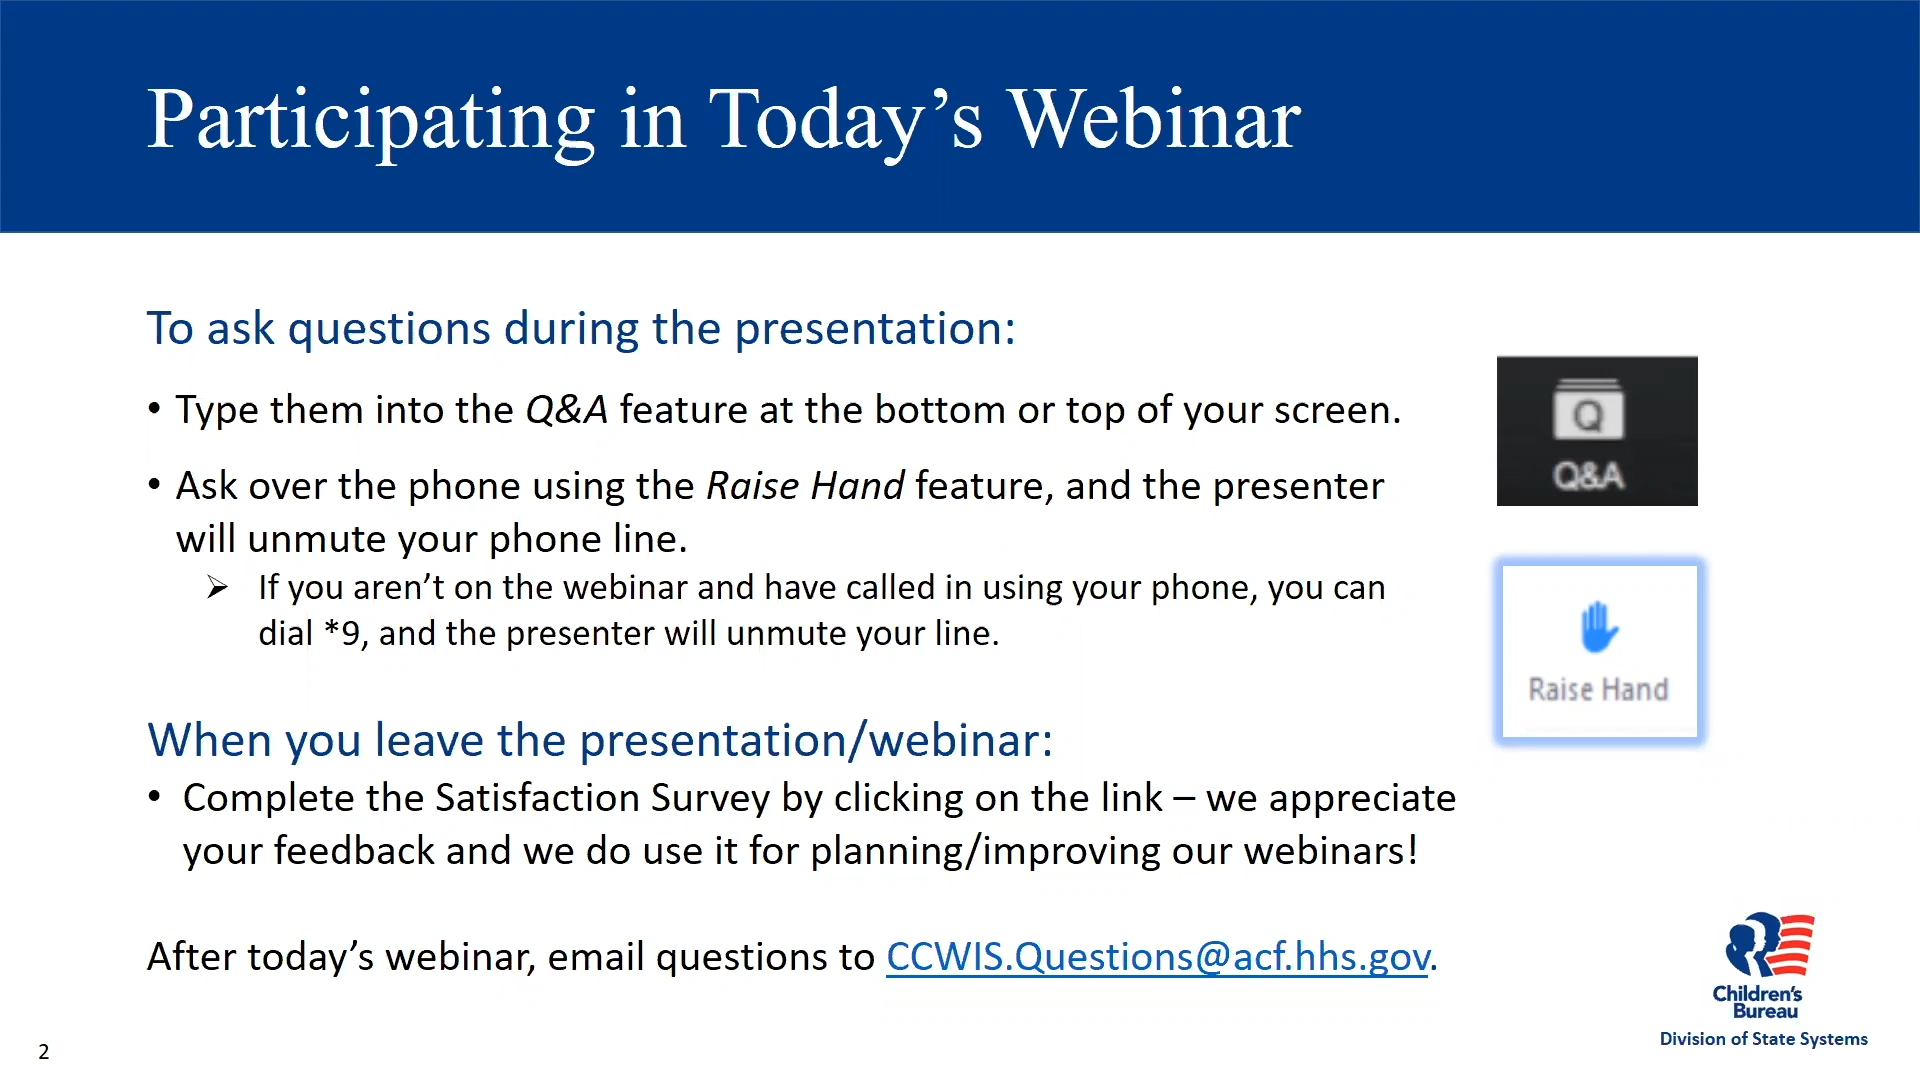 Participating in Today’s Webinar
To ask questions during the presentation:
• Type them into the Q&A feature at the bottom or top of your screen.
Q
Q&A
• Ask over the phone using the Raise Hand feature, and the presenter
will unmute your phone line.
➢ If you aren’t on the webinar and have called in using your phone, you can
dial *9, and the presenter will unmute your line.
Raise Hand
When you leave the presentation/webinar:
• Complete the Satisfaction Survey by clicking on the link – we appreciate
your feedback and we do use it for planning/improving our webinars!
After today’s webinar, email questions to CCWIS.Questions@acf.hhs.gov.
Children’s
Bureau
Division of State Systems
2